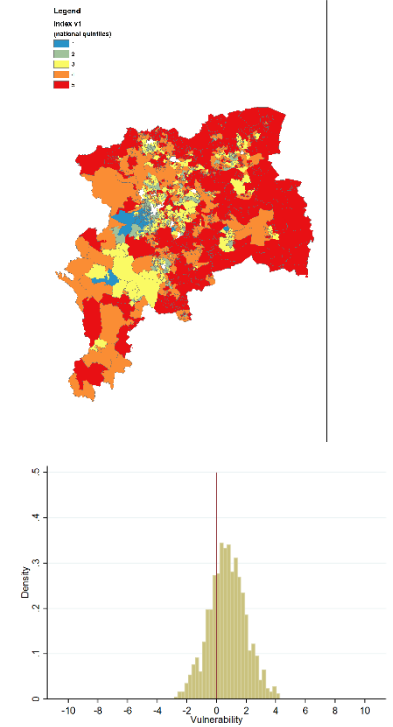 Legend
Index v1
(national quintiles)
2
3
.5
.4
.3
.2
.1
0
Density
-10 -8 -6 -4 -2 0 2 4 6 8 10
Vulnerability